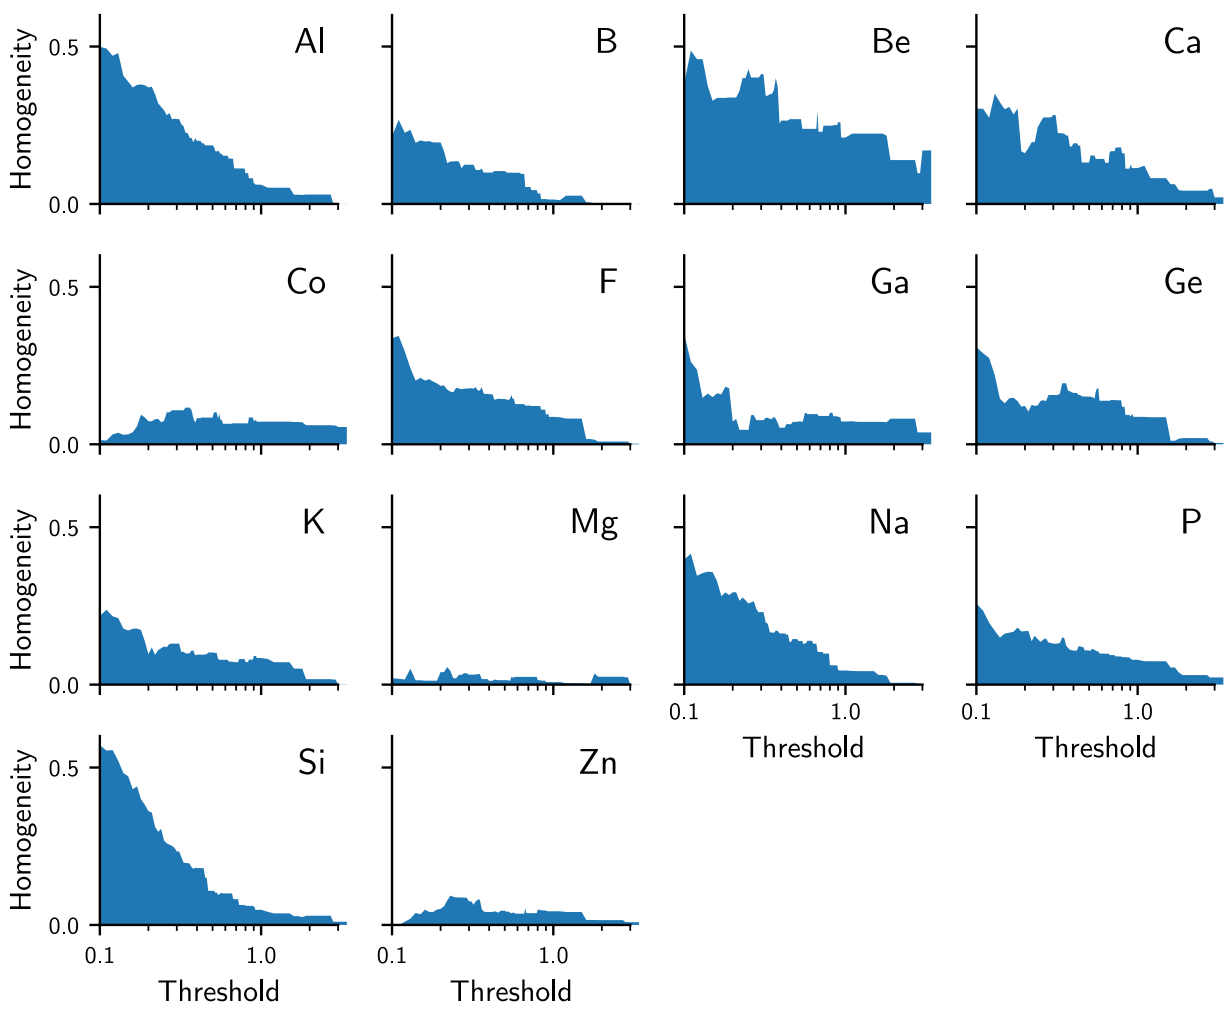 Homogeneity
0.5
0.0
Al
B
Be
Ca
Homogeneity
0.5
0.0
Co
F
Ga
Ge
Homogeneity
0.5
0.0
K
Mg
Na
P
0.1
1.0
Threshold
0.1
1.0
Threshold
Homogeneity
0.5
0.0
Si
Zn
0.1
1.0
Threshold
0.1
1.0
Threshold